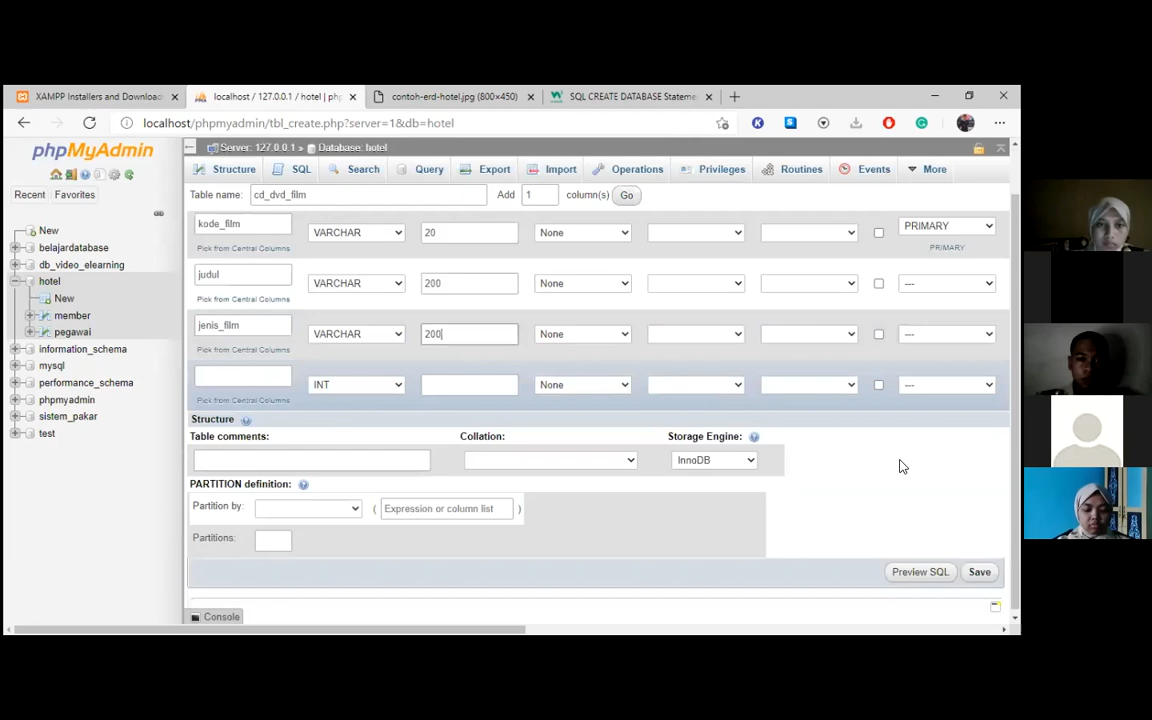 XAMPP Installers and Download
localhost / 127.0.0.1 / hotel | ph
contoh-erd-hotel.jpg (800×450)
SQL CREATE DATABASE Stateme
localhost/phpmyadmin/tbl_create.php?server=1&db=hotel
phpMyAdmin
Recent Favorites
New
belajardatabase
db_video_elearning
hotel
New
member
pegawai
information_schema
mysql
performance_schema
phpmyadmin
sistem_pakar
test
Server: 127.0.0.1 » Database: hotel
Structure SQL Search Query Export Import Operations Privileges Routines Events More
Table name: cd_dvd_film Add 1 column(s) Go
kode_film VARCHAR 20 None PRIMARY
Pick from Central Columns PRIMARY
judul VARCHAR 200 None ---
Pick from Central Columns
jenis_film VARCHAR 200 None ---
Pick from Central Columns
INT None ---
Pick from Central Columns
Structure
Table comments: Collation: Storage Engine:
InnoDB
PARTITION definition:
Partition by: ( Expression or column list )
Partitions:
Preview SQL Save
Console